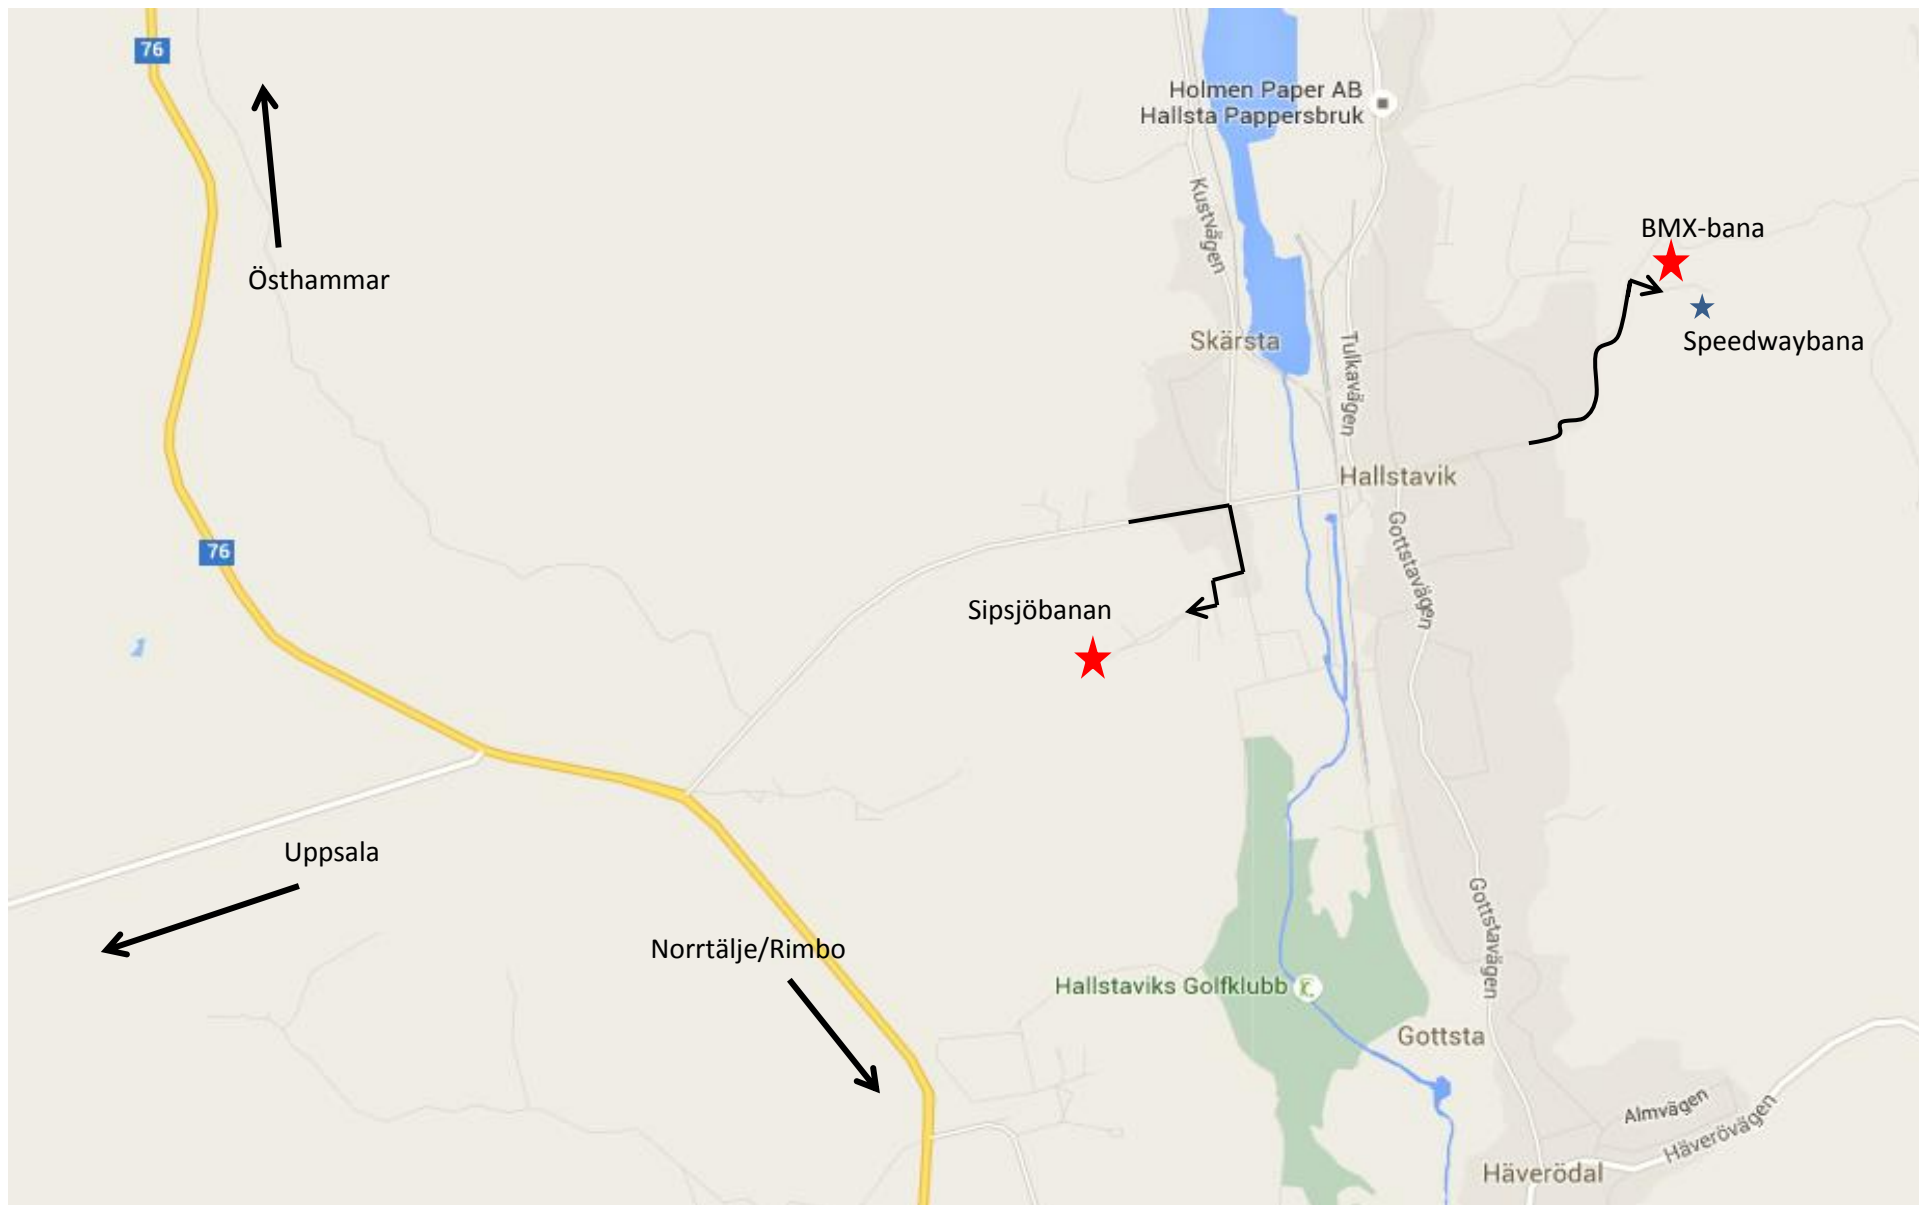 76
Holmen Paper AB
Hallsta Pappersbruk
Kustvägen
BMX-bana
Östhammar
Skärsta
Tulkavägen
Speedwaybana
Hallstavik
76
Gottstavägen
Sipsjöbanan
Uppsala
Norrtälje/Rimbo
Gottstavägen
Hallstaviks Golfklubb
Gottsta
Almvägen
Häverövägen
Häverödal